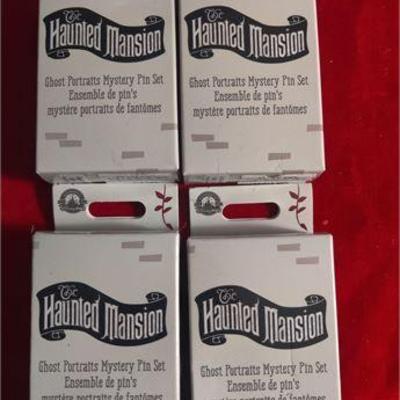 The
Haunted Mansion
Ghost Portraits Mystery Pin Set
Ensemble de pin's
mystère portraits de fantômes
The
Haunted Mansion
Ghost Portraits Mystery Pin Set
Ensemble de pin's
mystère portraits de fantômes
The
Haunted Mansion
Ghost Portraits Mystery Pin Set
Ensemble de pin's
mystère portraits de fantômes
The
Haunted Mansion
Ghost Portraits Mystery Pin Set
Ensemble de pin's
mystère portraits de fantômes